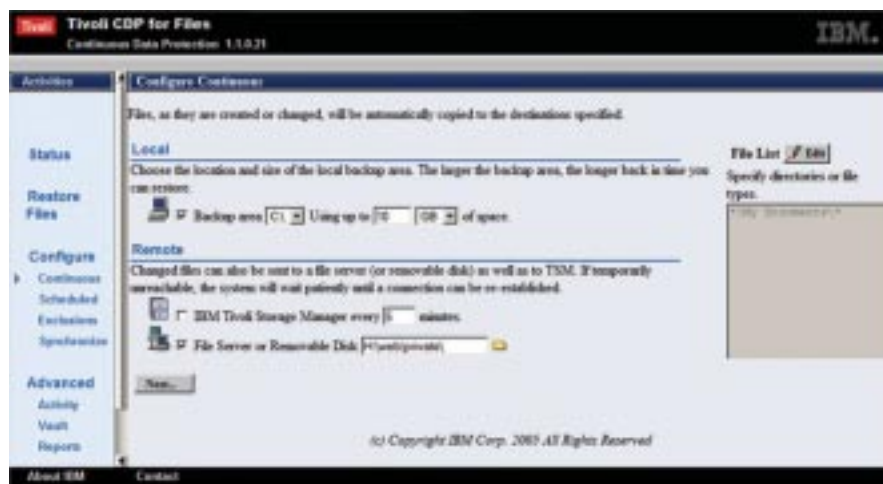 Tivoli
Tivoli CDP for Files
Continuous Data Protection 1.1.0.21
IBM.
Activities
Configure Continuous
Files, as they are created or changed, will be automatically copied to the destinations specified.
Status
Restore
Files
Configure
Continuous
Scheduled
Exclusions
Synchronize
Advanced
Activity
Vault
Reports
Local
Choose the location and size of the local backup area. The larger the backup area, the longer back in time you
can restore.
Backup area C:\ Using up to 10 GB of space.
Remote
Changed files can also be sent to a file server (or removable disk) as well as to TSM. If temporarily
unreachable, the system will wait patiently until a connection can be re-established.
IBM Tivoli Storage Manager every 5 minutes.
File Server or Removable Disk H:\web\private\
File List Edit
Specify directories or file
types.
(c) Copyright IBM Corp. 2005 All Rights Reserved
About IBM Contact